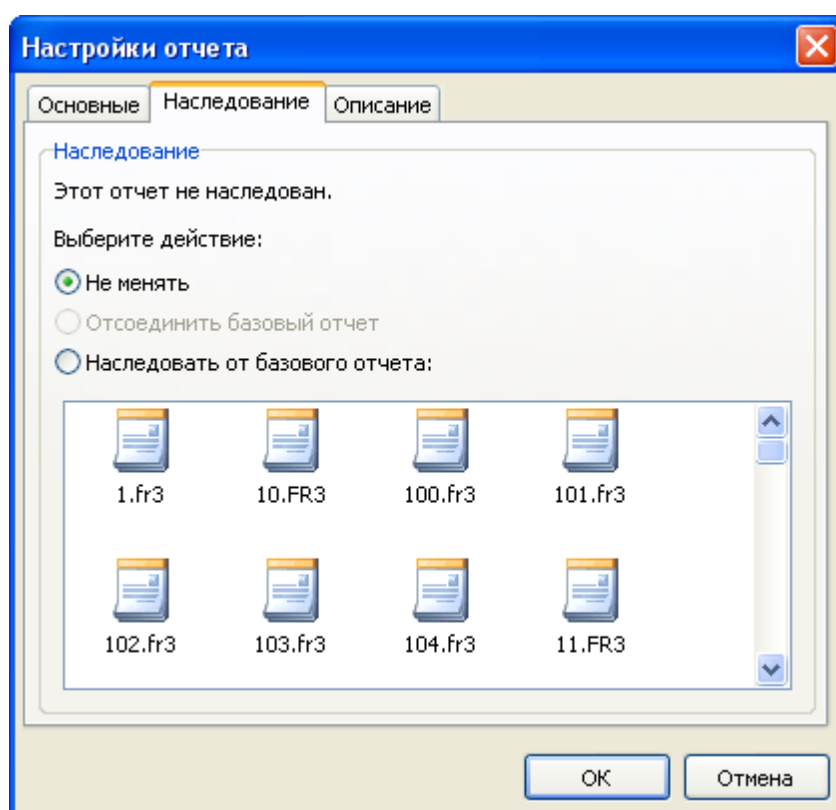 Настройки отчета
Основные Наследование Описание
Наследование
Этот отчет не наследован.
Выберите действие:
Не менять
Отсоединить базовый отчет
Наследовать от базового отчета:
1.fr3 10.FR3 100.fr3 101.fr3
102.fr3 103.fr3 104.fr3 11.FR3
ОК Отмена